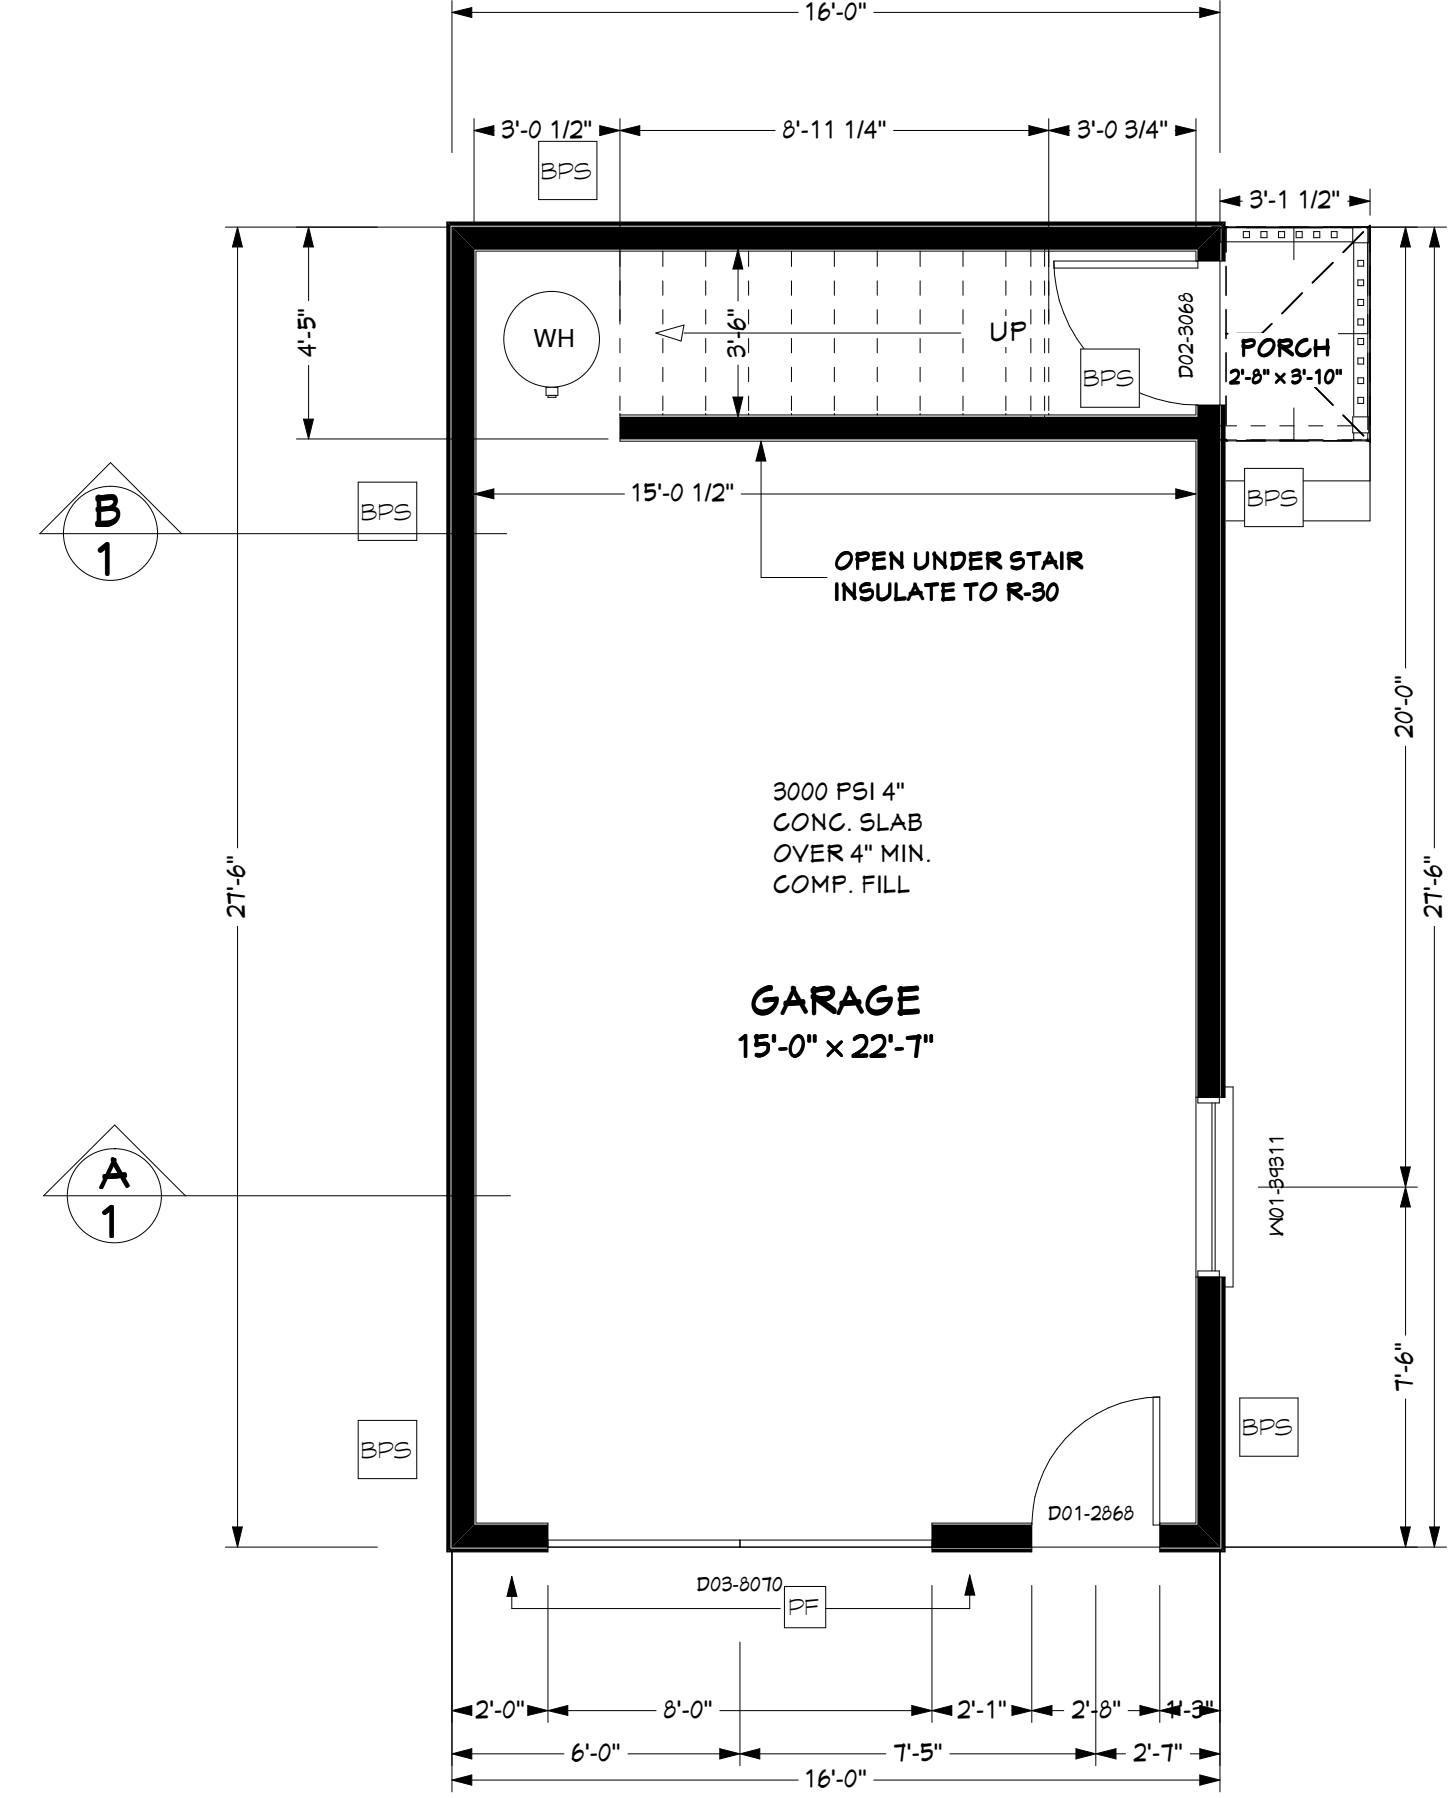 16'-0"
3'-0 1/2"
8'-11 1/4"
3'-0 3/4"
BPS
3'-1 1/2"
4'-5"
WH
3'-6"
UP
BPS
D02-3068
PORCH
2'-8" x 3'-10"
15'-0 1/2"
B
1
BPS
BPS
OPEN UNDER STAIR
INSULATE TO R-30
20'-0"
3000 PSI 4"
CONC. SLAB
OVER 4" MIN.
COMP. FILL
27'-6"
27'-6"
GARAGE
15'-0" x 22'-7"
A
1
W01-39311
7'-6"
BPS
BPS
D01-2868
D03-8070
PF
2'-0"
8'-0"
2'-1"
2'-8"
1'-3"
6'-0"
7'-5"
2'-7"
16'-0"